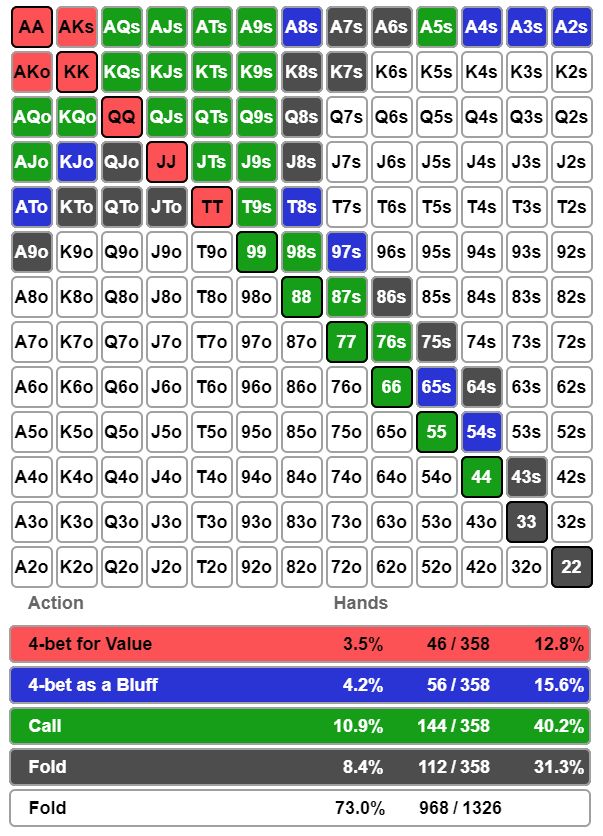 AA AKs AQs AJs ATs A9s A8s A7s A6s A5s A4s A3s A2s
AKo KK KQs KJs KTs K9s K8s K7s K6s K5s K4s K3s K2s
AQo KQo QQ QJs QTs Q9s Q8s Q7s Q6s Q5s Q4s Q3s Q2s
AJo KJo QJo JJ JTs J9s J8s J7s J6s J5s J4s J3s J2s
ATo KTo QTo JTo TT T9s T8s T7s T6s T5s T4s T3s T2s
A9o K9o Q9o J9o T9o 99 98s 97s 96s 95s 94s 93s 92s
A8o K8o Q8o J8o T8o 98o 88 87s 86s 85s 84s 83s 82s
A7o K7o Q7o J7o T7o 97o 87o 77 76s 75s 74s 73s 72s
A6o K6o Q6o J6o T6o 96o 86o 76o 66 65s 64s 63s 62s
A5o K5o Q5o J5o T5o 95o 85o 75o 65o 55 54s 53s 52s
A4o K4o Q4o J4o T4o 94o 84o 74o 64o 54o 44 43s 42s
A3o K3o Q3o J3o T3o 93o 83o 73o 63o 53o 43o 33 32s
A2o K2o Q2o J2o T2o 92o 82o 72o 62o 52o 42o 32o 22
Action Hands
4-bet for Value 3.5% 46 / 358 12.8%
4-bet as a Bluff 4.2% 56 / 358 15.6%
Call 10.9% 144 / 358 40.2%
Fold 8.4% 112 / 358 31.3%
Fold 73.0% 968 / 1326